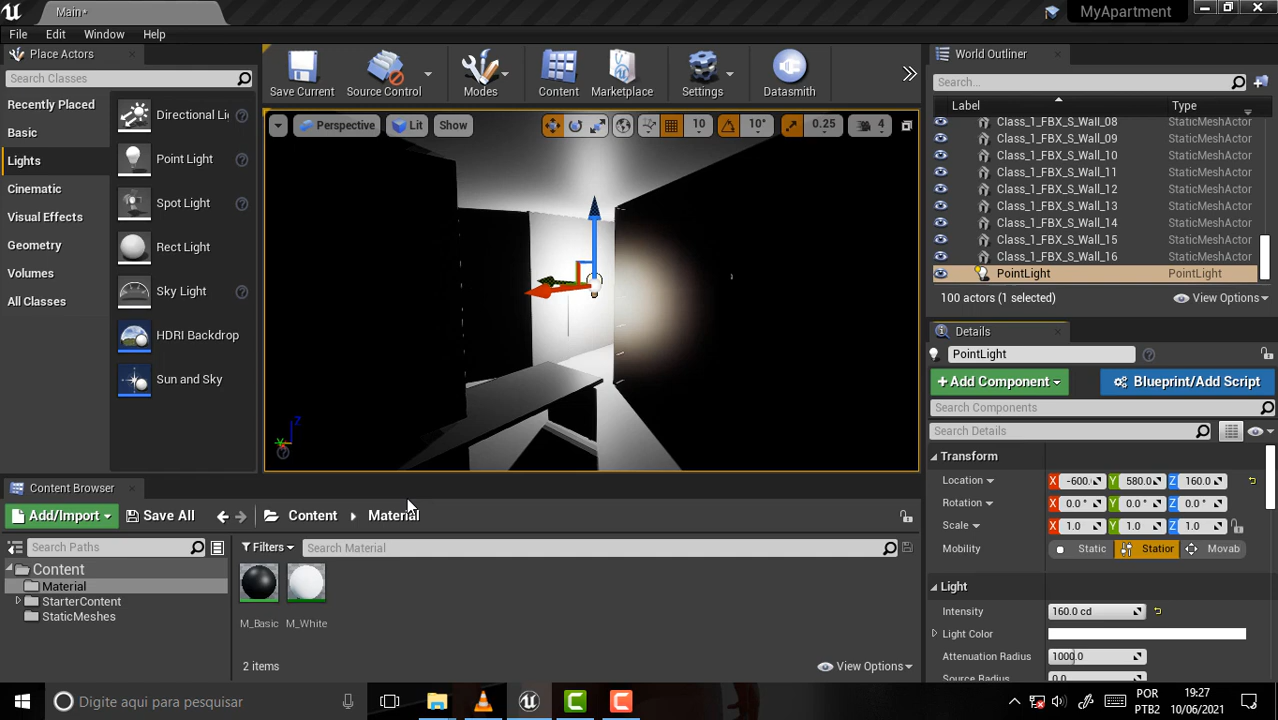 Main*
MyApartment
File Edit Window Help
Place Actors
Search Classes
Recently Placed
Basic
Lights
Cinematic
Visual Effects
Geometry
Volumes
All Classes
Directional Li
Point Light
Spot Light
Rect Light
Sky Light
HDRI Backdrop
Sun and Sky
Save Current
Source Control
Modes
Content
Marketplace
Settings
Datasmith
Perspective Lit Show 10 10° 0.25 4
Z
World Outliner
Search...
Label Type
Class_1_FBX_S_Wall_08 StaticMeshActor
Class_1_FBX_S_Wall_09 StaticMeshActor
Class_1_FBX_S_Wall_10 StaticMeshActor
Class_1_FBX_S_Wall_11 StaticMeshActor
Class_1_FBX_S_Wall_12 StaticMeshActor
Class_1_FBX_S_Wall_13 StaticMeshActor
Class_1_FBX_S_Wall_14 StaticMeshActor
Class_1_FBX_S_Wall_15 StaticMeshActor
Class_1_FBX_S_Wall_16 StaticMeshActor
PointLight PointLight
100 actors (1 selected) View Options
Details
PointLight
+Add Component Blueprint/Add Script
Search Components
Search Details
Transform
Location X -600. Y 580.0 Z 160.0
Rotation X 0.0 ° Y 0.0 ° Z 0.0 °
Scale X 1.0 Y 1.0 Z 1.0
Mobility Static Station Movab
Light
Intensity 160.0 cd
Light Color
Attenuation Radius 1000.0
Source Radius 0.0
Content Browser
Add/Import Save All Content Material
Search Paths
Filters Search Material
Content
Material
StarterContent
StaticMeshes
M_Basic M_White
2 items View Options
Digite aqui para pesquisar
POR
PTB2
19:27
10/06/2021